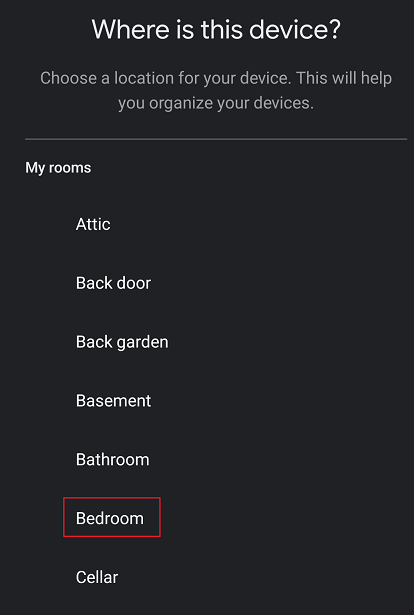 Where is this device?
Choose a location for your device. This will help
you organize your devices.
My rooms
Attic
Back door
Back garden
Basement
Bathroom
Bedroom
Cellar